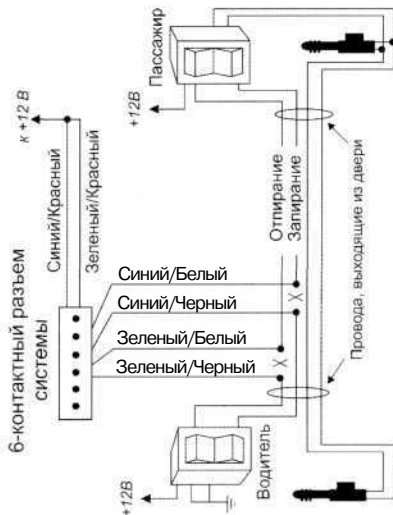 6-контактный разъем
системы
к +12 В
Синий/Красный
Зеленый/Красный
Синий/Белый
Синий/Черный
Зеленый/Белый
Зеленый/Черный
+12В
Пассажир
Отпирание
Запирание
+12В
Водитель
Провода, выходящие из двери